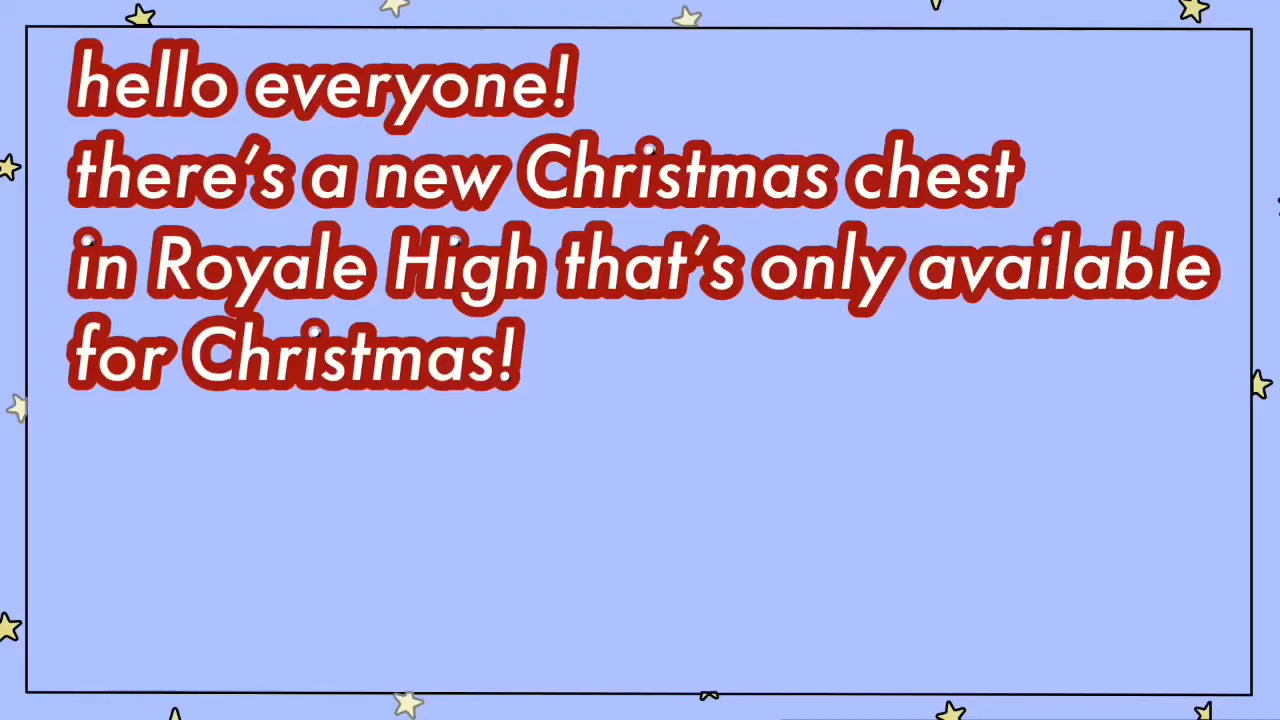 hello everyone!
there's a new Christmas chest
in Royale High that's only available
for Christmas!